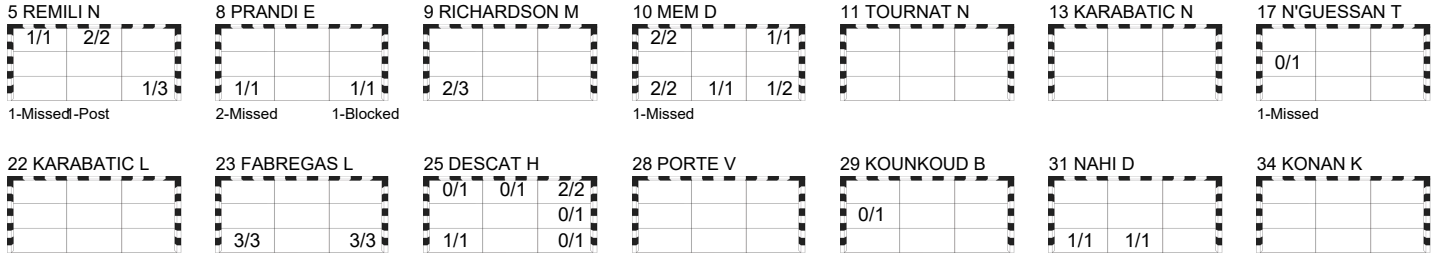 5 REMILI N 8 PRANDI E 9 RICHARDSON M 10 MEM D 11 TOURNAT N 13 KARABATIC N 17 N'GUESSAN T
1/1 2/2 2/2 1/1
0/1
1/3 1/1 1/1 2/3 2/2 1/1 1/2
1-Missed 1-Post 2-Missed 1-Blocked 1-Missed 1-Missed
22 KARABATIC L 23 FABREGAS L 25 DESCAT H 28 PORTE V 29 KOUNKOUD B 31 NAHI D 34 KONAN K
0/1 0/1 2/2
0/1 0/1
3/3 3/3 1/1 0/1 1/1 1/1